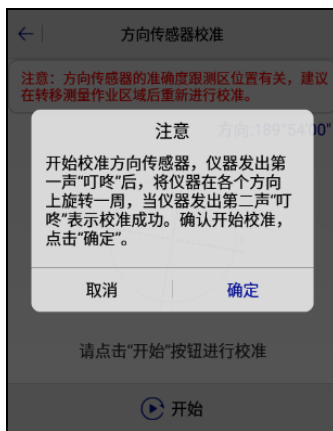 方向传感器校准
注意：方向传感器的准确度跟测区位置有关，建议
在转移测量作业区域后重新进行校准。
方向:189°54'00"
注意
开始校准方向传感器，仪器发出第
一声“叮咚”后，将仪器在各个方向
上旋转一周，当仪器发出第二声“叮
咚”表示校准成功。确认开始校准，
点击“确定”。
取消
确定
请点击“开始”按钮进行校准
开始